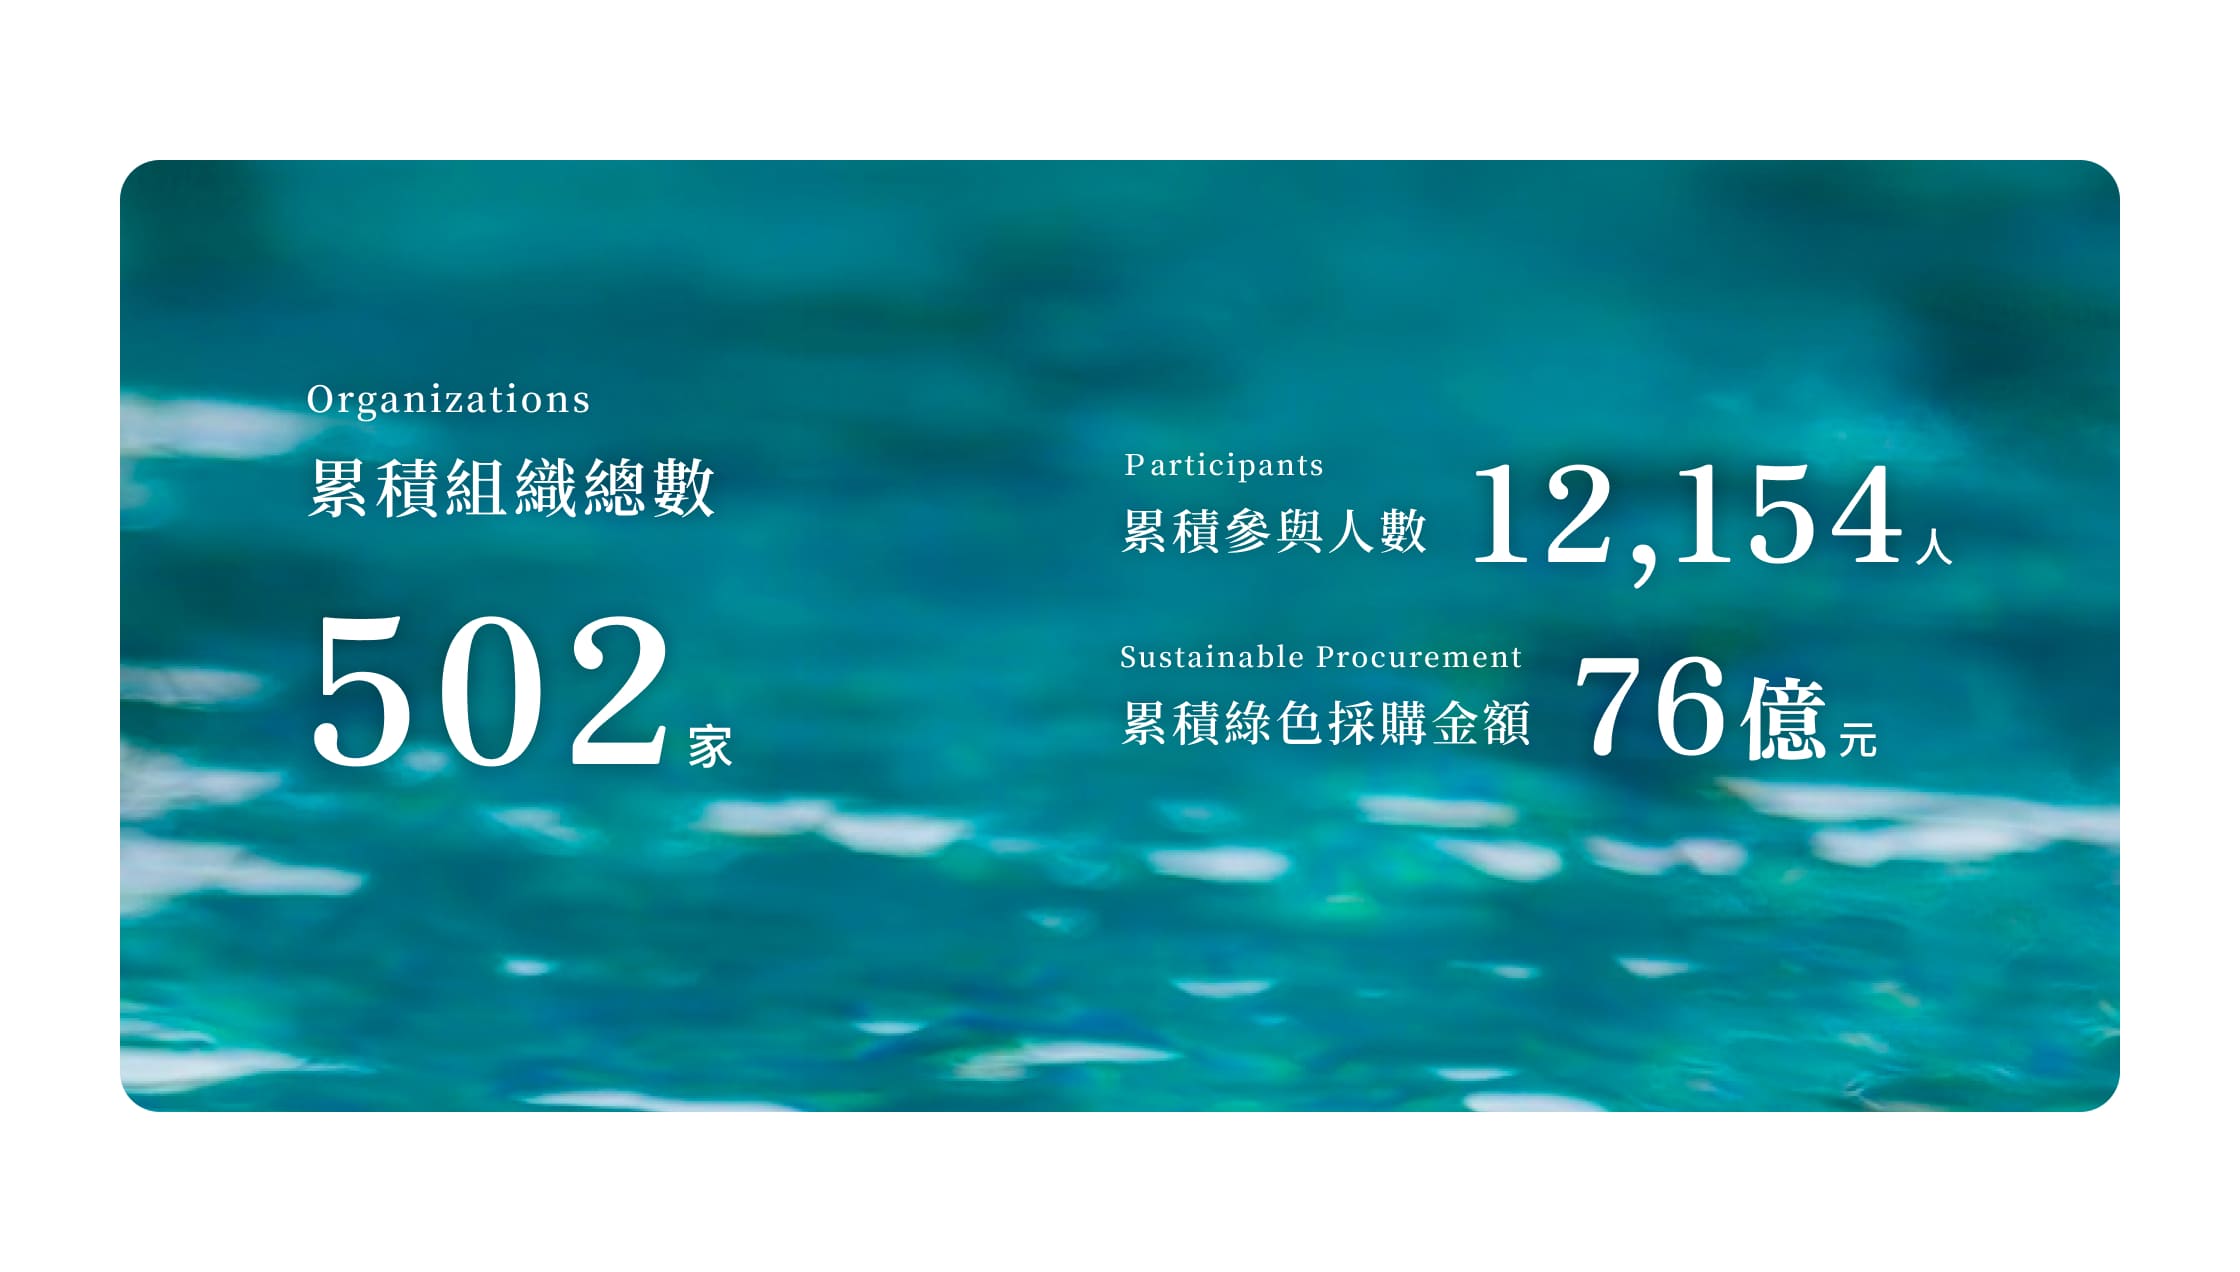 Organizations
累積組織總數
502家
Participants
累積參與人數
12,154人
Sustainable Procurement
累積綠色採購金額
76億元